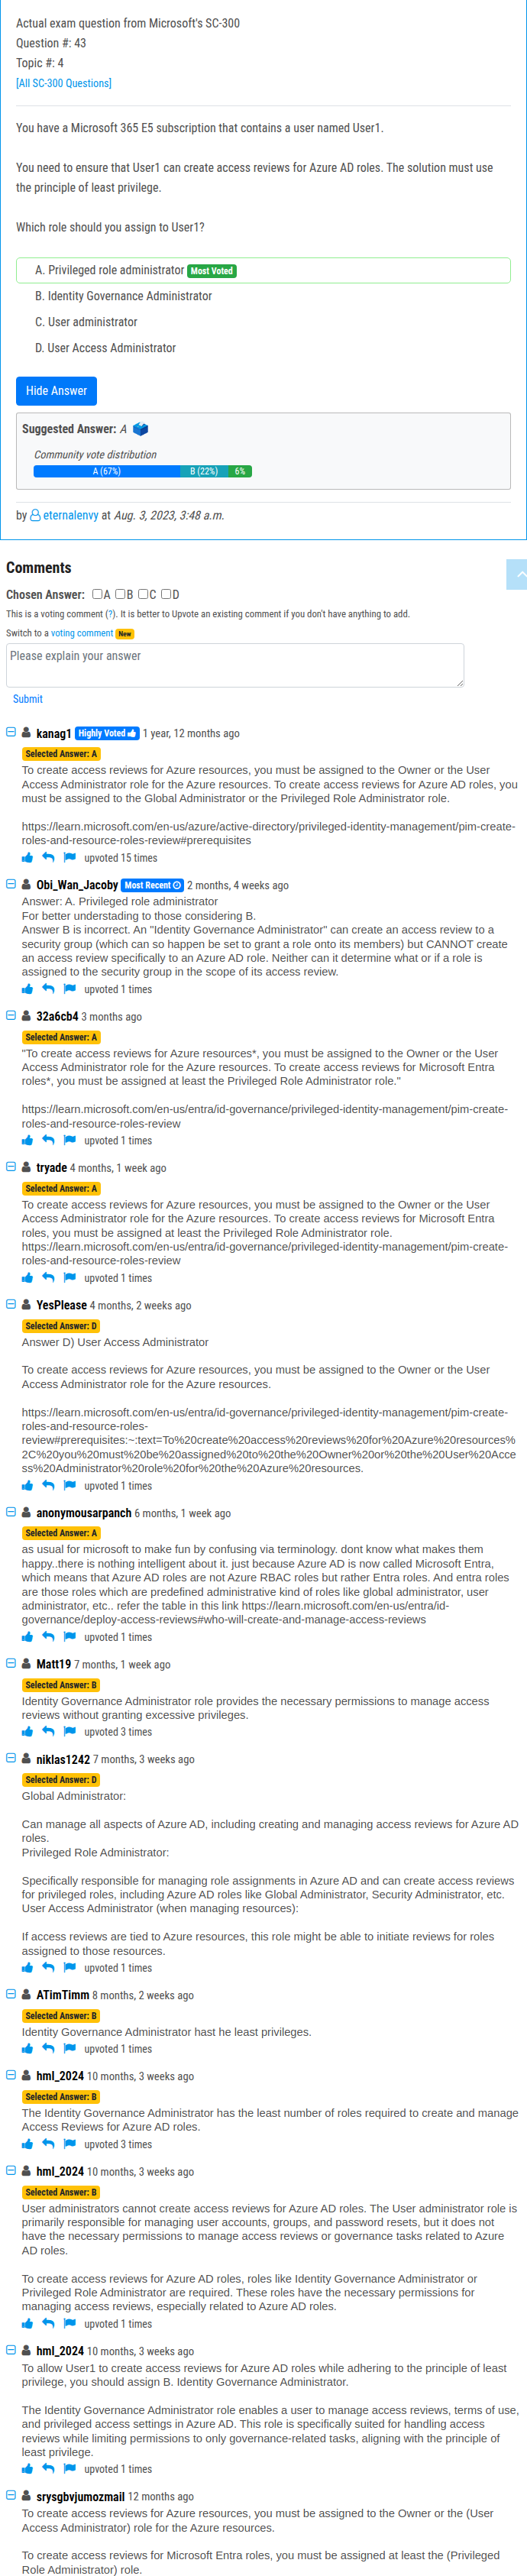 Actual exam question from Microsoft's SC-300
Question #: 43
Topic #: 4
[All SC-300 Questions]
You have a Microsoft 365 E5 subscription that contains a user named User1.
You need to ensure that User1 can create access reviews for Azure AD roles. The solution must use
the principle of least privilege.
Which role should you assign to User1?
A. Privileged role administrator Most Voted
B. Identity Governance Administrator
C. User administrator
D. User Access Administrator
Hide Answer
Suggested Answer: A
Community vote distribution
A (67%) B (22%) 6%
by eternalenvy at Aug. 3, 2023, 3:48 a.m.
Comments
Chosen Answer: A B C D
This is a voting comment (?). It is better to Upvote an existing comment if you don't have anything to add.
Switch to a voting comment New
Please explain your answer
Submit
kanag1 Highly Voted 1 year, 12 months ago
Selected Answer: A
To create access reviews for Azure resources, you must be assigned to the Owner or the User
Access Administrator role for the Azure resources. To create access reviews for Azure AD roles, you
must be assigned to the Global Administrator or the Privileged Role Administrator role.
https://learn.microsoft.com/en-us/azure/active-directory/privileged-identity-management/pim-create-
roles-and-resource-roles-review#prerequisites
upvoted 15 times
Obi_Wan_Jacoby Most Recent 2 months, 4 weeks ago
Answer: A. Privileged role administrator
For better understading to those considering B.
Answer B is incorrect. An "Identity Governance Administrator" can create an access review to a
security group (which can so happen be set to grant a role onto its members) but CANNOT create
an access review specifically to an Azure AD role. Neither can it determine what or if a role is
assigned to the security group in the scope of its access review.
upvoted 1 times
32a6cb4 3 months ago
Selected Answer: A
"To create access reviews for Azure resources*, you must be assigned to the Owner or the User
Access Administrator role for the Azure resources. To create access reviews for Microsoft Entra
roles*, you must be assigned at least the Privileged Role Administrator role."
https://learn.microsoft.com/en-us/entra/id-governance/privileged-identity-management/pim-create-
roles-and-resource-roles-review
upvoted 1 times
tryade 4 months, 1 week ago
Selected Answer: A
To create access reviews for Azure resources, you must be assigned to the Owner or the User
Access Administrator role for the Azure resources. To create access reviews for Microsoft Entra
roles, you must be assigned at least the Privileged Role Administrator role.
https://learn.microsoft.com/en-us/entra/id-governance/privileged-identity-management/pim-create-
roles-and-resource-roles-review
upvoted 1 times
YesPlease 4 months, 2 weeks ago
Selected Answer: D
Answer D) User Access Administrator
To create access reviews for Azure resources, you must be assigned to the Owner or the User
Access Administrator role for the Azure resources.
https://learn.microsoft.com/en-us/entra/id-governance/privileged-identity-management/pim-create-
roles-and-resource-roles-
review#prerequisites:~:text=To%20create%20access%20reviews%20for%20Azure%20resources%
2C%20you%20must%20be%20assigned%20to%20the%20Owner%20or%20the%20User%20Acce
ss%20Administrator%20role%20for%20the%20Azure%20resources.
upvoted 1 times
anonymousarpanch 6 months, 1 week ago
Selected Answer: A
as usual for microsoft to make fun by confusing via terminology. dont know what makes them
happy..there is nothing intelligent about it. just because Azure AD is now called Microsoft Entra,
which means that Azure AD roles are not Azure RBAC roles but rather Entra roles. And entra roles
are those roles which are predefined administrative kind of roles like global administrator, user
administrator, etc.. refer the table in this link https://learn.microsoft.com/en-us/entra/id-
governance/deploy-access-reviews#who-will-create-and-manage-access-reviews
upvoted 1 times
Matt19 7 months, 1 week ago
Selected Answer: B
Identity Governance Administrator role provides the necessary permissions to manage access
reviews without granting excessive privileges.
upvoted 3 times
niklas1242 7 months, 3 weeks ago
Selected Answer: D
Global Administrator:
Can manage all aspects of Azure AD, including creating and managing access reviews for Azure AD
roles.
Privileged Role Administrator:
Specifically responsible for managing role assignments in Azure AD and can create access reviews
for privileged roles, including Azure AD roles like Global Administrator, Security Administrator, etc.
User Access Administrator (when managing resources):
If access reviews are tied to Azure resources, this role might be able to initiate reviews for roles
assigned to those resources.
upvoted 1 times
ATimTimm 8 months, 2 weeks ago
Selected Answer: B
Identity Governance Administrator hast he least privileges.
upvoted 1 times
hml_2024 10 months, 3 weeks ago
Selected Answer: B
The Identity Governance Administrator has the least number of roles required to create and manage
Access Reviews for Azure AD roles.
upvoted 3 times
hml_2024 10 months, 3 weeks ago
Selected Answer: B
User administrators cannot create access reviews for Azure AD roles. The User administrator role is
primarily responsible for managing user accounts, groups, and password resets, but it does not
have the necessary permissions to manage access reviews or governance tasks related to Azure
AD roles.
To create access reviews for Azure AD roles, roles like Identity Governance Administrator or
Privileged Role Administrator are required. These roles have the necessary permissions for
managing access reviews, especially related to Azure AD roles.
upvoted 1 times
hml_2024 10 months, 3 weeks ago
To allow User1 to create access reviews for Azure AD roles while adhering to the principle of least
privilege, you should assign B. Identity Governance Administrator.
The Identity Governance Administrator role enables a user to manage access reviews, terms of use,
and privileged access settings in Azure AD. This role is specifically suited for handling access
reviews while limiting permissions to only governance-related tasks, aligning with the principle of
least privilege.
upvoted 1 times
srysgbvjumozmail 12 months ago
To create access reviews for Azure resources, you must be assigned to the Owner or the (User
Access Administrator) role for the Azure resources.
To create access reviews for Microsoft Entra roles, you must be assigned at least the (Privileged
Role Administrator) role.